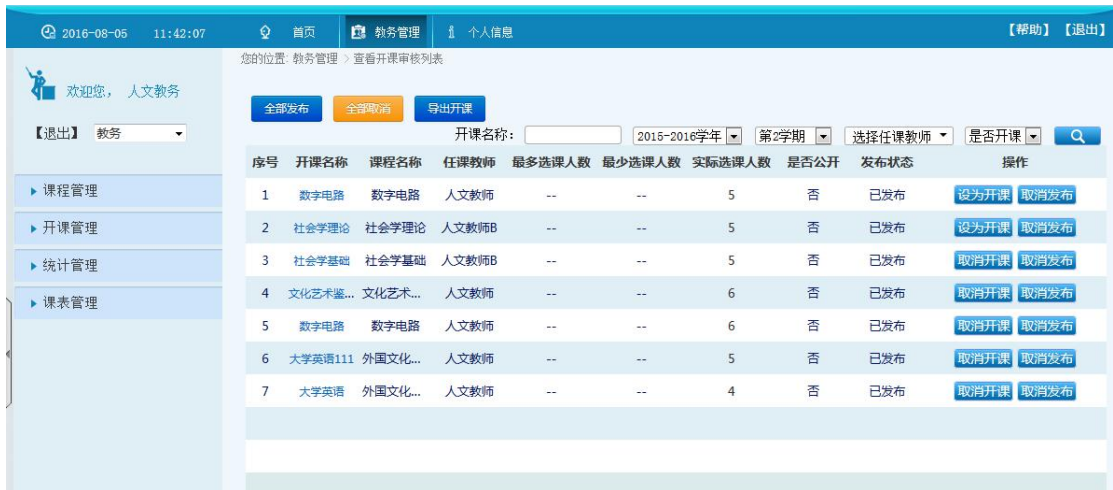 2016-08-05 11:42:07 首页 教务管理 个人信息 【帮助】 【退出】
您的位置: 教务管理 > 查看开课审核列表
欢迎您， 人文教务
【退出】 教务
课程管理
开课管理
统计管理
课表管理
全部发布 全部取消 导出开课
开课名称： 2015-2016学年 第2学期 选择任课教师 是否开课
序号 开课名称 课程名称 任课教师 最多选课人数 最少选课人数 实际选课人数 是否公开 发布状态 操作
1 数字电路 数字电路 人文教师 -- -- 5 否 已发布 设为开课 取消发布
2 社会学理论 社会学理论 人文教师B -- -- 5 否 已发布 设为开课 取消发布
3 社会学基础 社会学基础 人文教师B -- -- 5 否 已发布 取消开课 取消发布
4 文化艺术鉴... 文化艺术... 人文教师 -- -- 6 否 已发布 取消开课 取消发布
5 数字电路 数字电路 人文教师 -- -- 6 否 已发布 取消开课 取消发布
6 大学英语111 外国文化... 人文教师 -- -- 5 否 已发布 取消开课 取消发布
7 大学英语 外国文化... 人文教师 -- -- 4 否 已发布 取消开课 取消发布